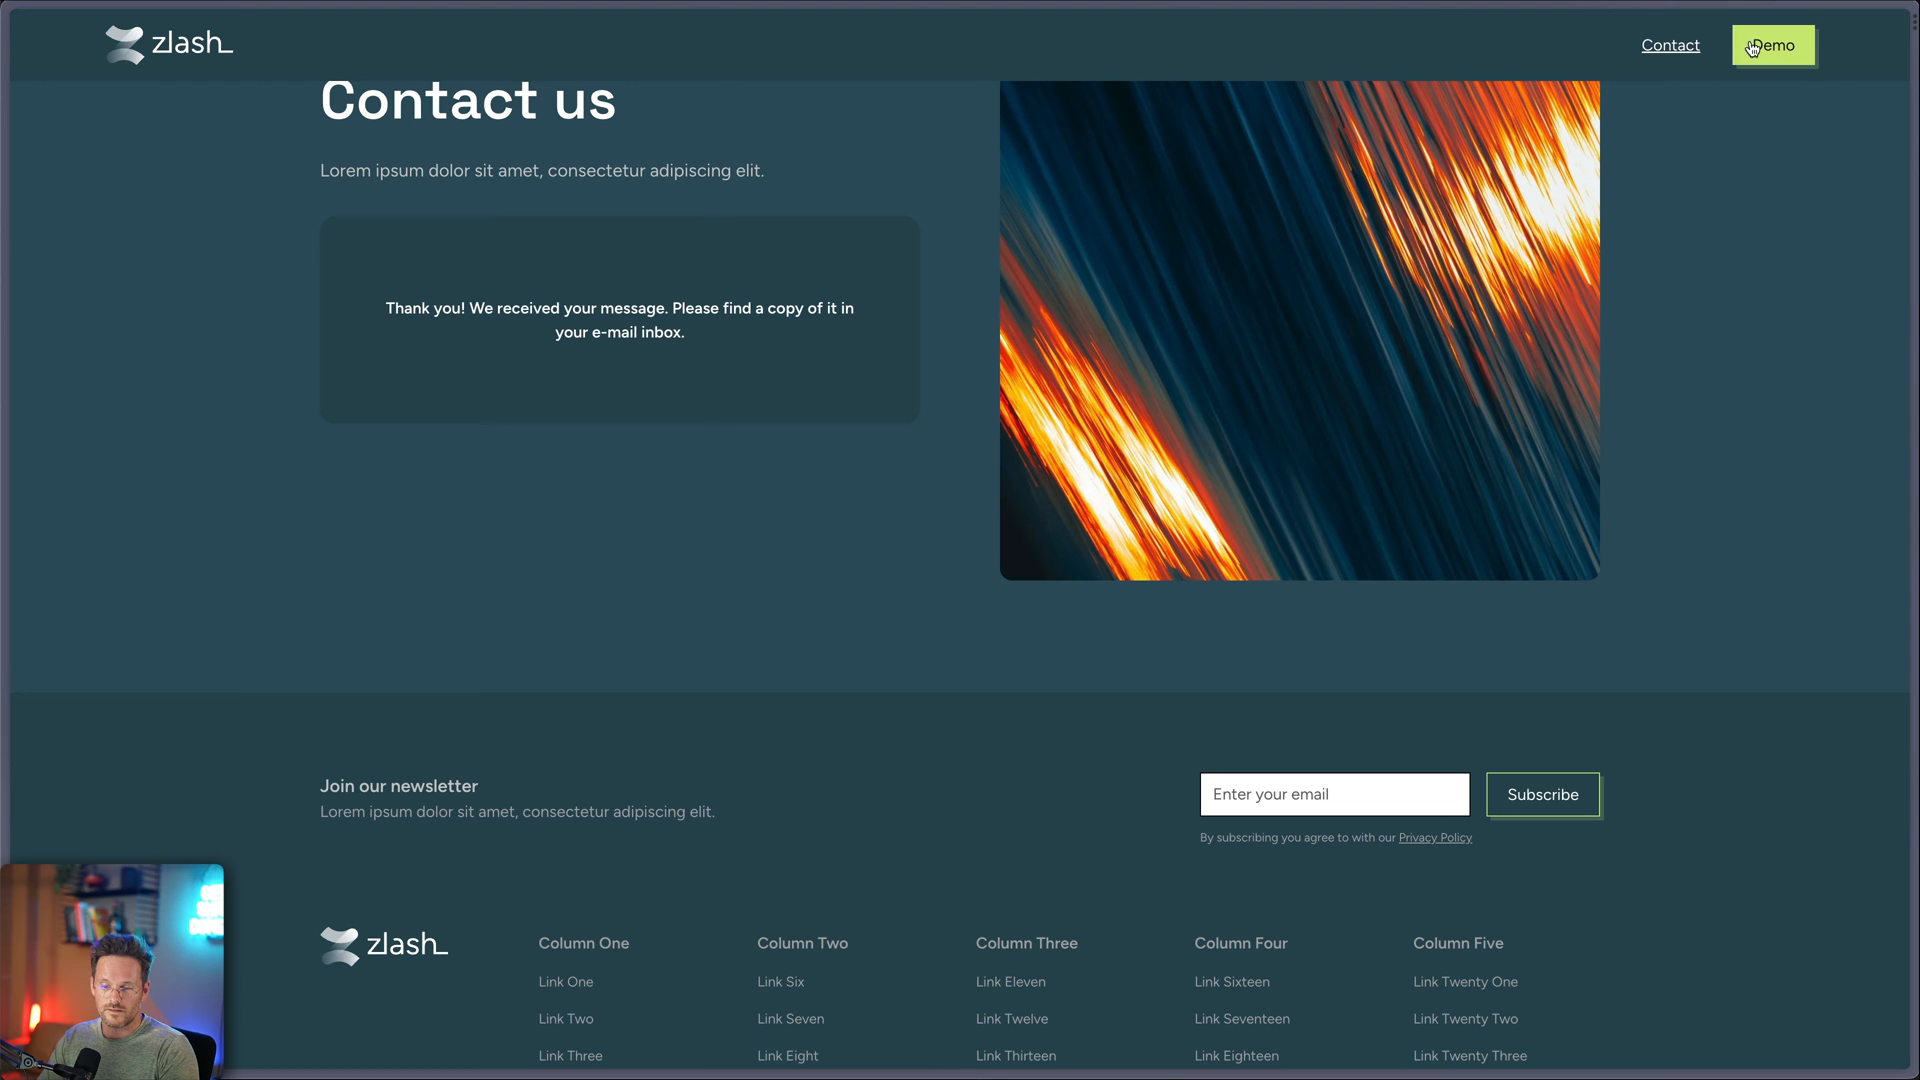 zlash_
Contact
Demo
Contact us
Lorem ipsum dolor sit amet, consectetur adipiscing elit.
Thank you! We received your message. Please find a copy of it in
your e-mail inbox.
Join our newsletter
Lorem ipsum dolor sit amet, consectetur adipiscing elit.
Enter your email
Subscribe
By subscribing you agree to with our Privacy Policy
zlash_
Column One
Link One
Link Two
Link Three
Column Two
Link Six
Link Seven
Link Eight
Column Three
Link Eleven
Link Twelve
Link Thirteen
Column Four
Link Sixteen
Link Seventeen
Link Eighteen
Column Five
Link Twenty One
Link Twenty Two
Link Twenty Three